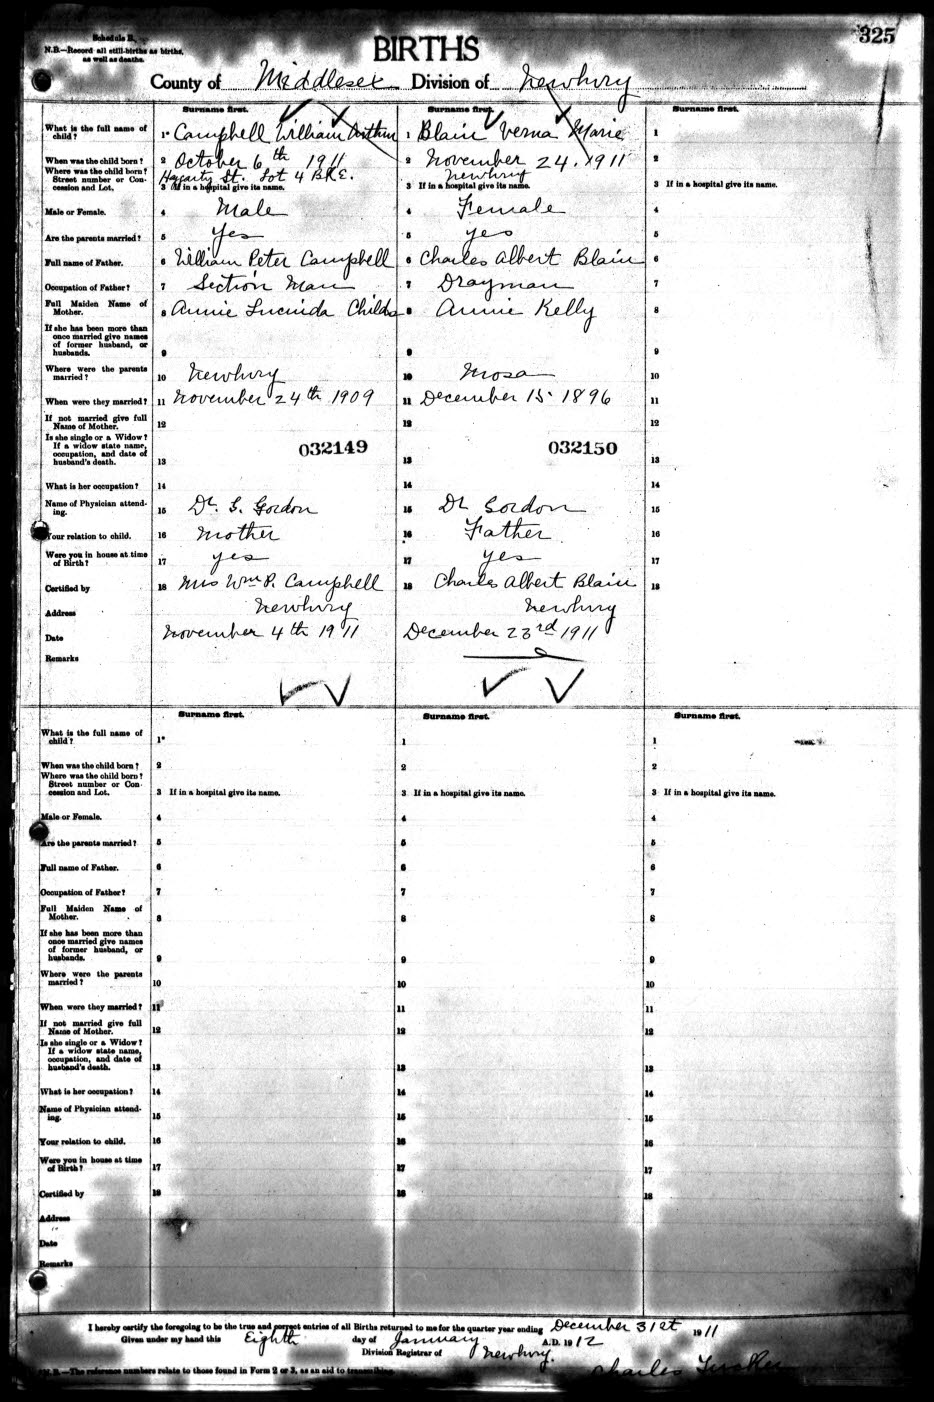 325
Schedule B.
N.B.—Record all still-births as births,
as well as deaths.
BIRTHS
County of Middlesex Division of Newbury
Surname first. Surname first. Surname first.
What is the full name of child? 1* Campbell William Arthur 1 Blain Verna Marie 1
When was the child born? 2 October 6th 1911 2 November 24. 1911 2
Where was the child born? Street number or Concession and Lot. Hagarty St. Lot 4 B.R.E. Newbury
3 If in a hospital give its name. 3 If in a hospital give its name. 3 If in a hospital give its name.
Male or Female. 4 Male 4 Female 4
Are the parents married? 5 Yes 5 yes 5
Full name of Father. 6 William Peter Campbell 6 Charles Albert Blain 6
Occupation of Father? 7 Section Man 7 Drayman 7
Full Maiden Name of Mother. 8 Annie Lucinda Childs 8 Annie Kelly 8
If she has been more than once married give names of former husband, or husbands. 9 9 9
Where were the parents married? 10 Newbury 10 Mosa 10
When were they married? 11 November 24th 1909 11 December 15. 1896 11
If not married give full Name of Mother. 12 12 12
Is she single or a Widow? If a widow state name, occupation, and date of husband's death. 13 032149 13 032150 13
What is her occupation? 14 14 14
Name of Physician attending. 15 Dr. G. Gordon 15 Dr Gordon 15
Your relation to child. 16 Mother 16 Father 16
Were you in house at time of Birth? 17 yes 17 yes 17
Certified by 18 Mrs Wm P. Campbell 18 Charles Albert Blain 18
Address Newbury Newbury
Date November 4th 1911 December 23rd 1911
Remarks
Surname first. Surname first. Surname first.
What is the full name of child? 1* 1 1
When was the child born? 2 2 2
Where was the child born? Street number or Concession and Lot. 3 If in a hospital give its name. 3 If in a hospital give its name. 3 If in a hospital give its name.
Male or Female. 4 4 4
Are the parents married? 5 5 5
Full name of Father. 6 6 6
Occupation of Father? 7 7 7
Full Maiden Name of Mother. 8 8 8
If she has been more than once married give names of former husband, or husbands. 9 9 9
Where were the parents married? 10 10 10
When were they married? 11 11 11
If not married give full Name of Mother. 12 12 12
Is she single or a Widow? If a widow state name, occupation, and date of husband's death. 13 13 13
What is her occupation? 14 14 14
Name of Physician attending. 15 15 15
Your relation to child. 16 16 16
Were you in house at time of Birth? 17 17 17
Certified by 18 18 18
Address
Date
Remarks
I hereby certify the foregoing to be the true and correct entries of all Births returned to me for the quarter year ending December 31st 1911
Given under my hand this Eighth day of January A.D. 1912
Division Registrar of Newbury.
Charles Tucker
N.B.—The reference numbers relate to those found in Form 2 or 3, as an aid to transcribing.